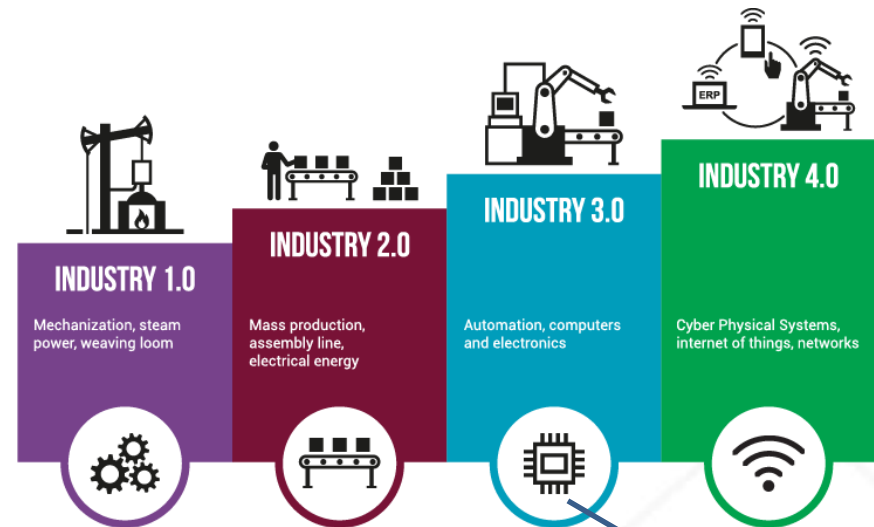 ERP
INDUSTRY 1.0
Mechanization, steam
power, weaving loom
INDUSTRY 2.0
Mass production,
assembly line,
electrical energy
INDUSTRY 3.0
Automation, computers
and electronics
INDUSTRY 4.0
Cyber Physical Systems,
internet of things, networks